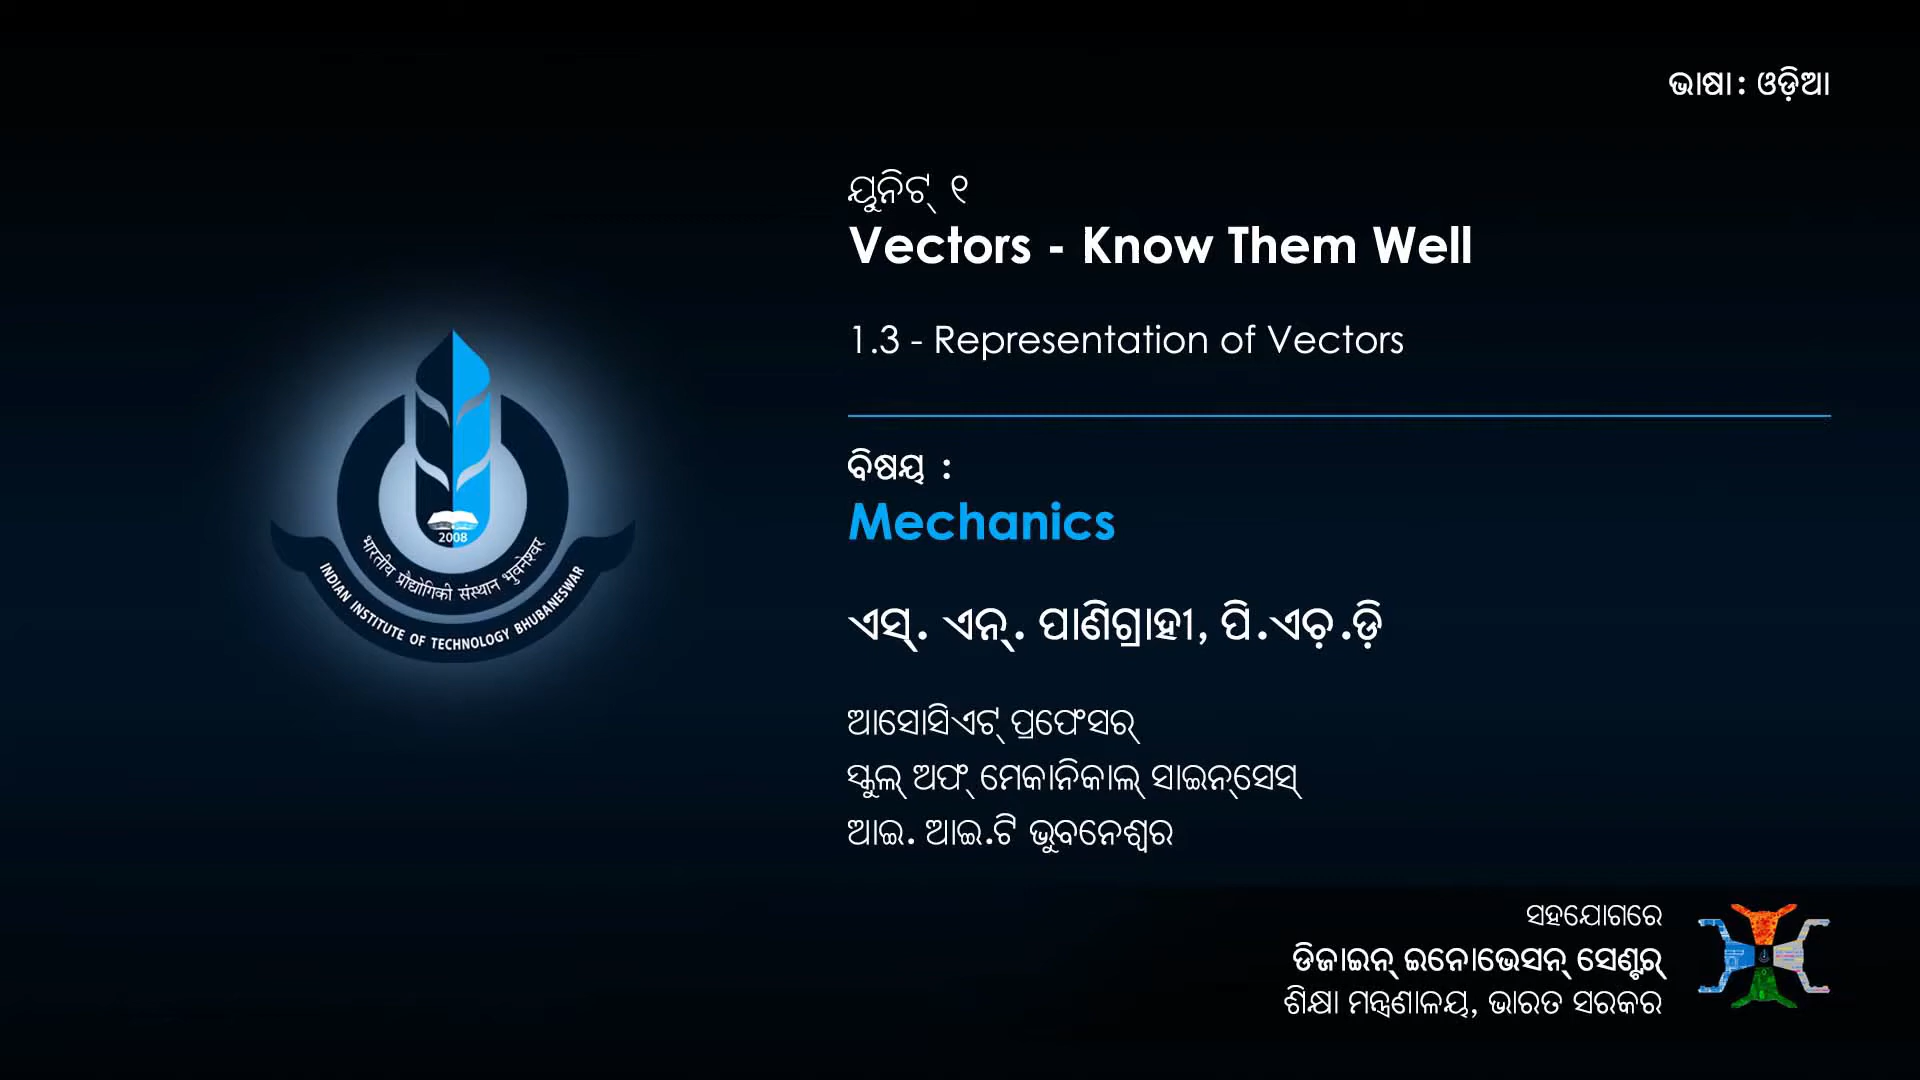 ଭାଷା : ଓଡ଼ିଆ
ୟୁନିଟ୍ ୧
Vectors - Know Them Well
1.3 - Representation of Vectors
ବିଷୟ :
Mechanics
ଏସ୍. ଏନ୍. ପାଣିଗ୍ରାହୀ, ପି.ଏଚ୍.ଡ଼ି
ଆସୋସିଏଟ୍ ପ୍ରଫେସର୍
ସ୍କୁଲ୍ ଅଫ୍ ମେକାନିକାଲ୍ ସାଇନ୍‌ସେସ୍
ଆଇ. ଆଇ.ଟି ଭୁବନେଶ୍ୱର
2008
भारतीय प्रौद्योगिकी संस्थान भुवनेश्वर
INDIAN INSTITUTE OF TECHNOLOGY BHUBANESWAR
ସହଯୋଗରେ
ଡିଜାଇନ୍ ଇନୋଭେସନ୍ ସେଣ୍ଟର୍
ଶିକ୍ଷା ମନ୍ତ୍ରଣାଳୟ, ଭାରତ ସରକର